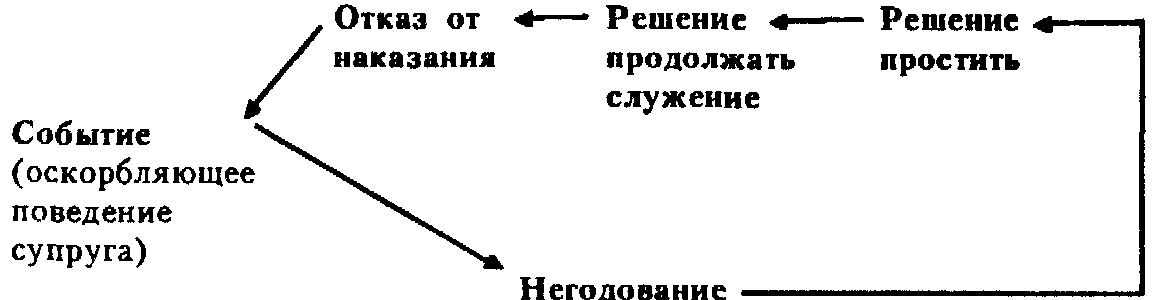 Отказ от
наказания
Решение
продолжать
служение
Решение
простить
Событие
(оскорбляющее
поведение
супруга)
Негодование